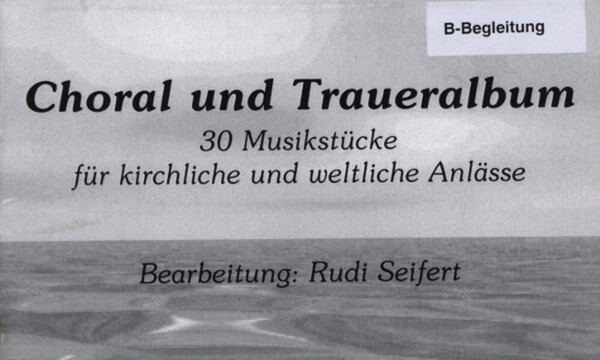 B-Begleitung
Choral und Traueralbum
30 Musikstücke
für kirchliche und weltliche Anlässe
Bearbeitung: Rudi Seifert